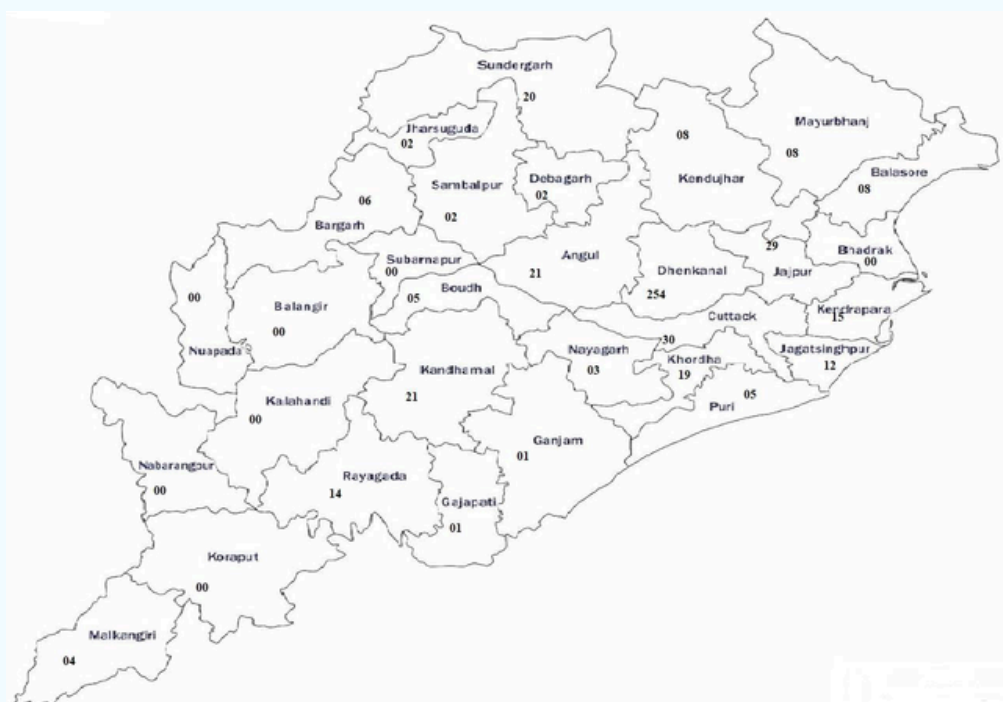 Sundergarh
20
Jharsuguda
02
Mayurbhanj
08
08
Kendujhar
Balasore
08
Debagarh
02
Sambalpur
02
06
Bargarh
Subarnapur
00
Angul
21
Dhenkanal
254
29
Jajpur
Bhadrak
00
Boudh
05
00
Nuapada
Balangir
00
Cuttack
30
Kendrapara
15
Jagatsinghpur
12
Nayagarh
03
Khordha
19
Puri
05
Kandhamal
21
Kalahandi
00
Ganjam
01
Nabarangpur
00
Rayagada
14
Gajapati
01
Koraput
00
Malkangiri
04